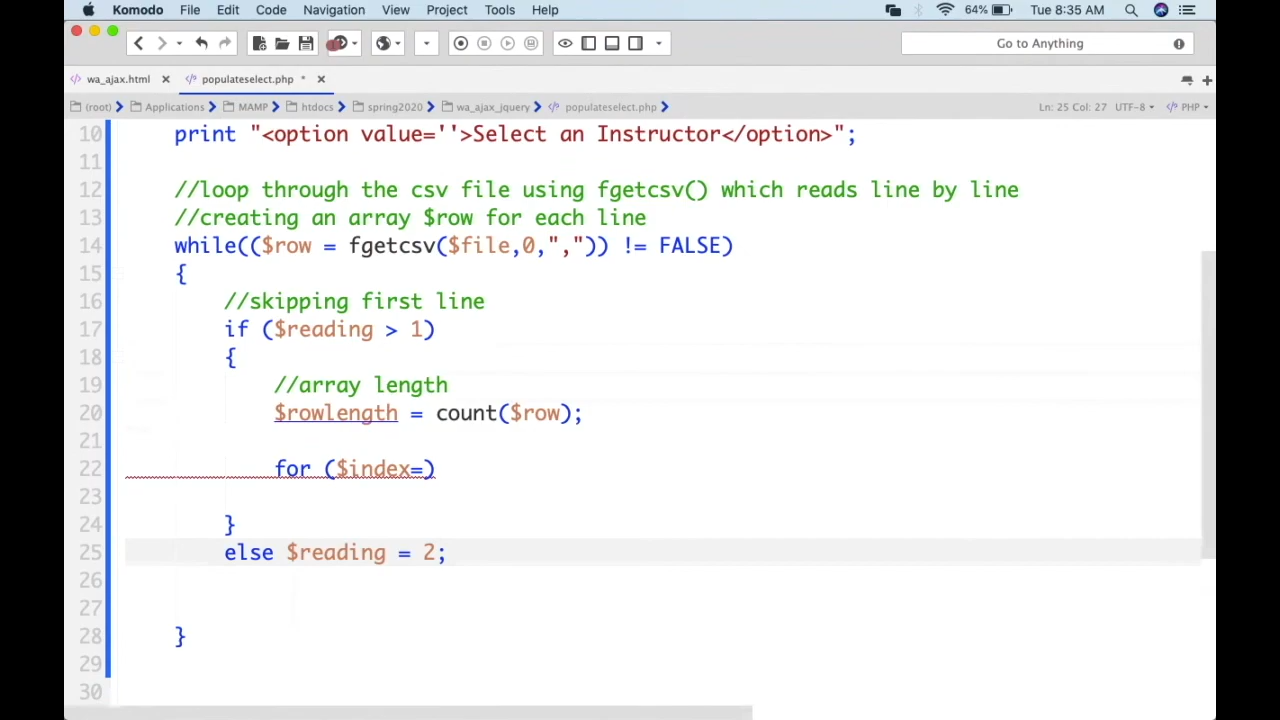 Komodo File Edit Code Navigation View Project Tools Help 64% Tue 8:35 AM
Go to Anything
wa_ajax.html populateselect.php *
(root) Applications MAMP htdocs spring2020 wa_ajax_jquery populateselect.php Ln: 25 Col: 27 UTF-8 PHP
10 print "<option value=''>Select an Instructor</option>";
11
12 //loop through the csv file using fgetcsv() which reads line by line
13 //creating an array $row for each line
14 while(($row = fgetcsv($file,0,",")) != FALSE)
15 {
16 //skipping first line
17 if ($reading > 1)
18 {
19 //array length
20 $rowlength = count($row);
21
22 for ($index=)
23
24 }
25 else $reading = 2;
26
27
28 }
29
30